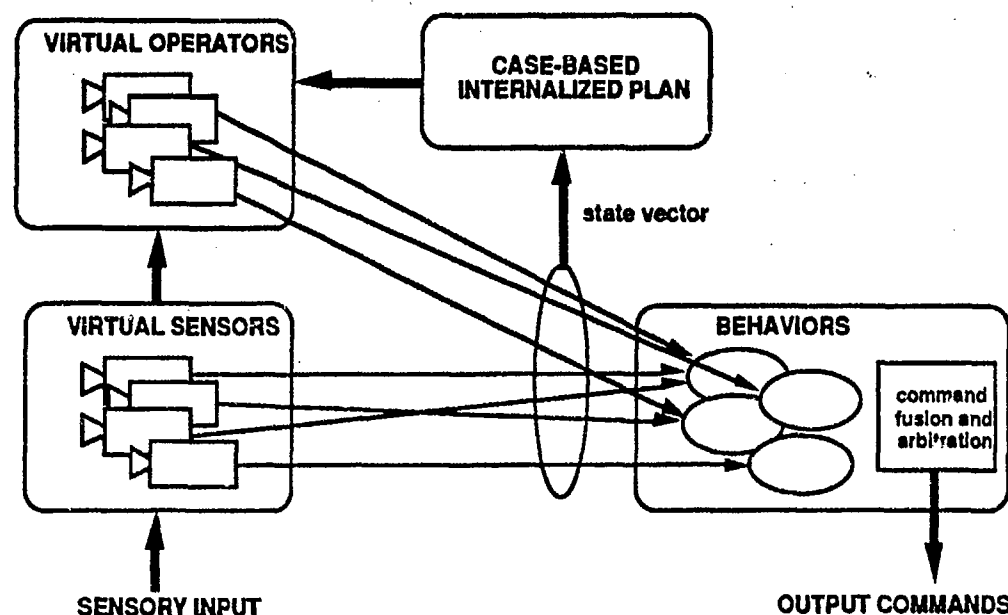 VIRTUAL OPERATORS
CASE-BASED
INTERNALIZED PLAN
state vector
VIRTUAL SENSORS
BEHAVIORS
command
fusion and
arbitration
SENSORY INPUT
OUTPUT COMMANDS